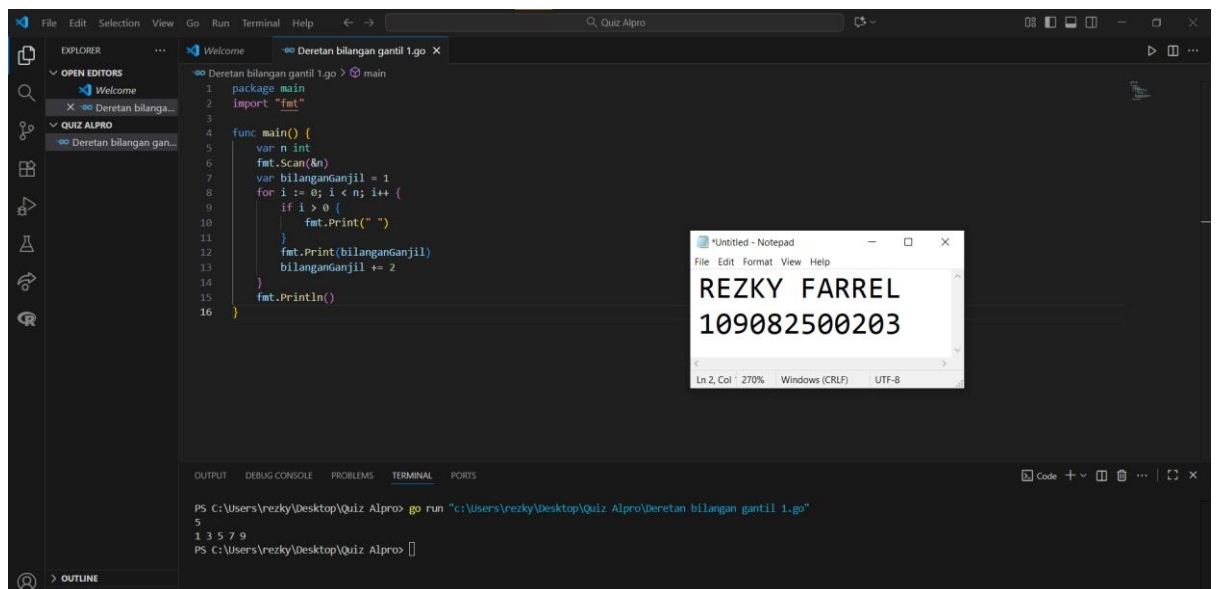 File Edit Selection View Go Run Terminal Help
Quiz Alpro
EXPLORER
OPEN EDITORS
Welcome
Deretan bilanga...
QUIZ ALPRO
Deretan bilangan gan...
OUTLINE
Welcome
Deretan bilangan gantil 1.go
Deretan bilangan gantil 1.go > main
1 package main
2 import "fmt"
3
4 func main() {
5 var n int
6 fmt.Scan(&n)
7 var bilanganGanjil = 1
8 for i := 0; i < n; i++ {
9 if i > 0 {
10 fmt.Print(" ")
11 }
12 fmt.Print(bilanganGanjil)
13 bilanganGanjil += 2
14 }
15 fmt.Println()
16 }
*Untitled - Notepad
File Edit Format View Help
REZKY FARREL
109082500203
Ln 2, Col 270% Windows (CRLF) UTF-8
OUTPUT DEBUG CONSOLE PROBLEMS TERMINAL PORTS
Code
PS C:\Users\rezky\Desktop\Quiz Alpro> go run "c:\Users\rezky\Desktop\Quiz Alpro\Deretan bilangan gantil 1.go"
5
1 3 5 7 9
PS C:\Users\rezky\Desktop\Quiz Alpro>